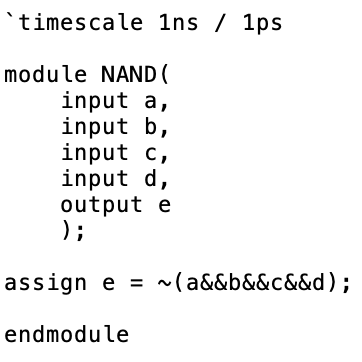 `timescale 1ns / 1ps
module NAND(
input a,
input b,
input c,
input d,
output e
);
assign e = ~(a&&b&&c&&d);
endmodule